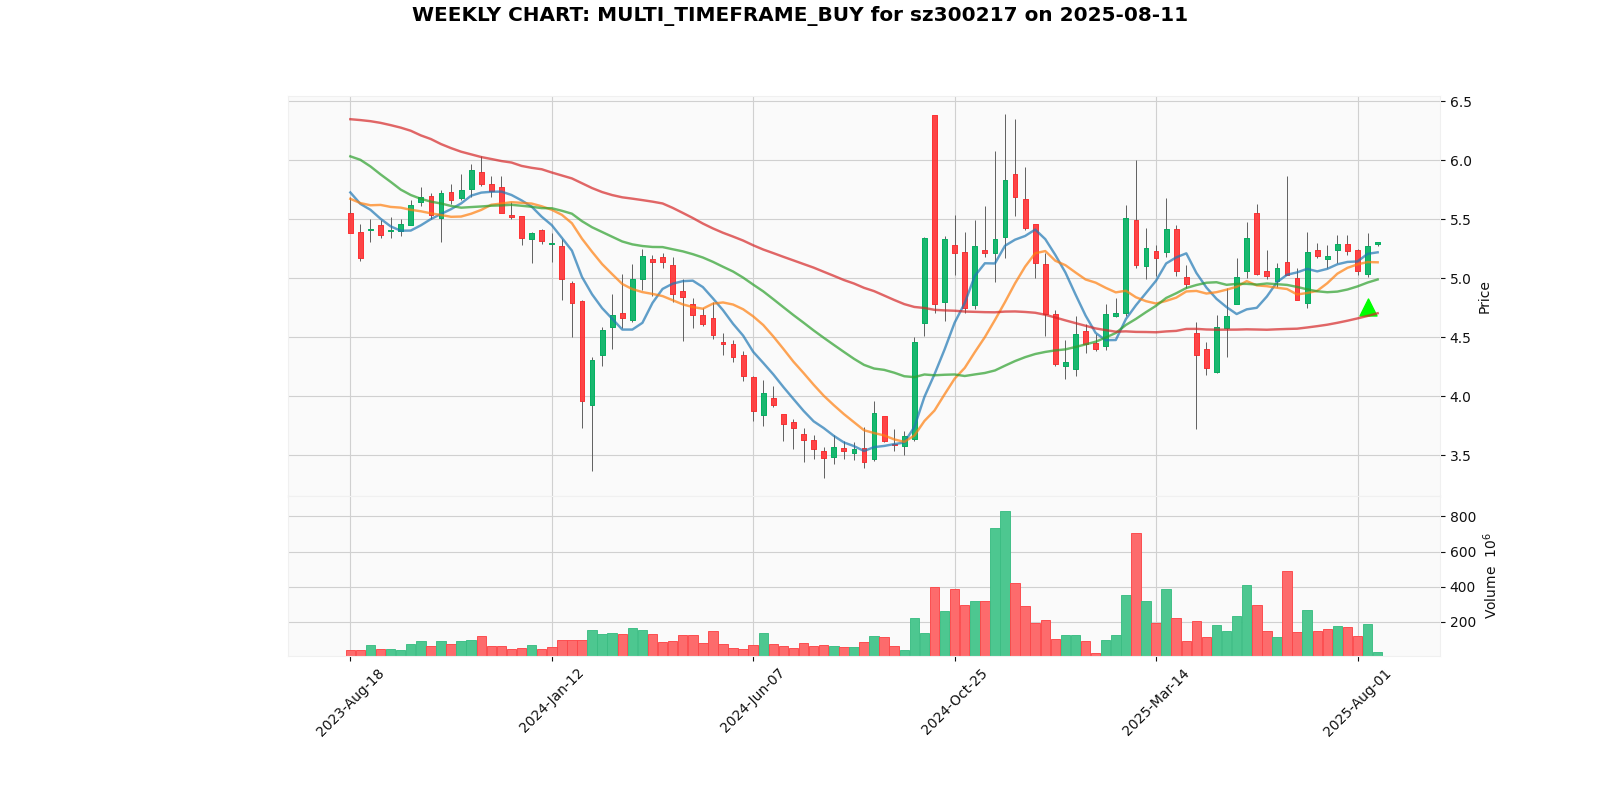 WEEKLY CHART: MULTI_TIMEFRAME_BUY for sz300217 on 2025-08-11
6.5
6.0
5.5
5.0
4.5
4.0
3.5
Price
800
600
400
200
Volume 10^6
2023-Aug-18
2024-Jan-12
2024-Jun-07
2024-Oct-25
2025-Mar-14
2025-Aug-01